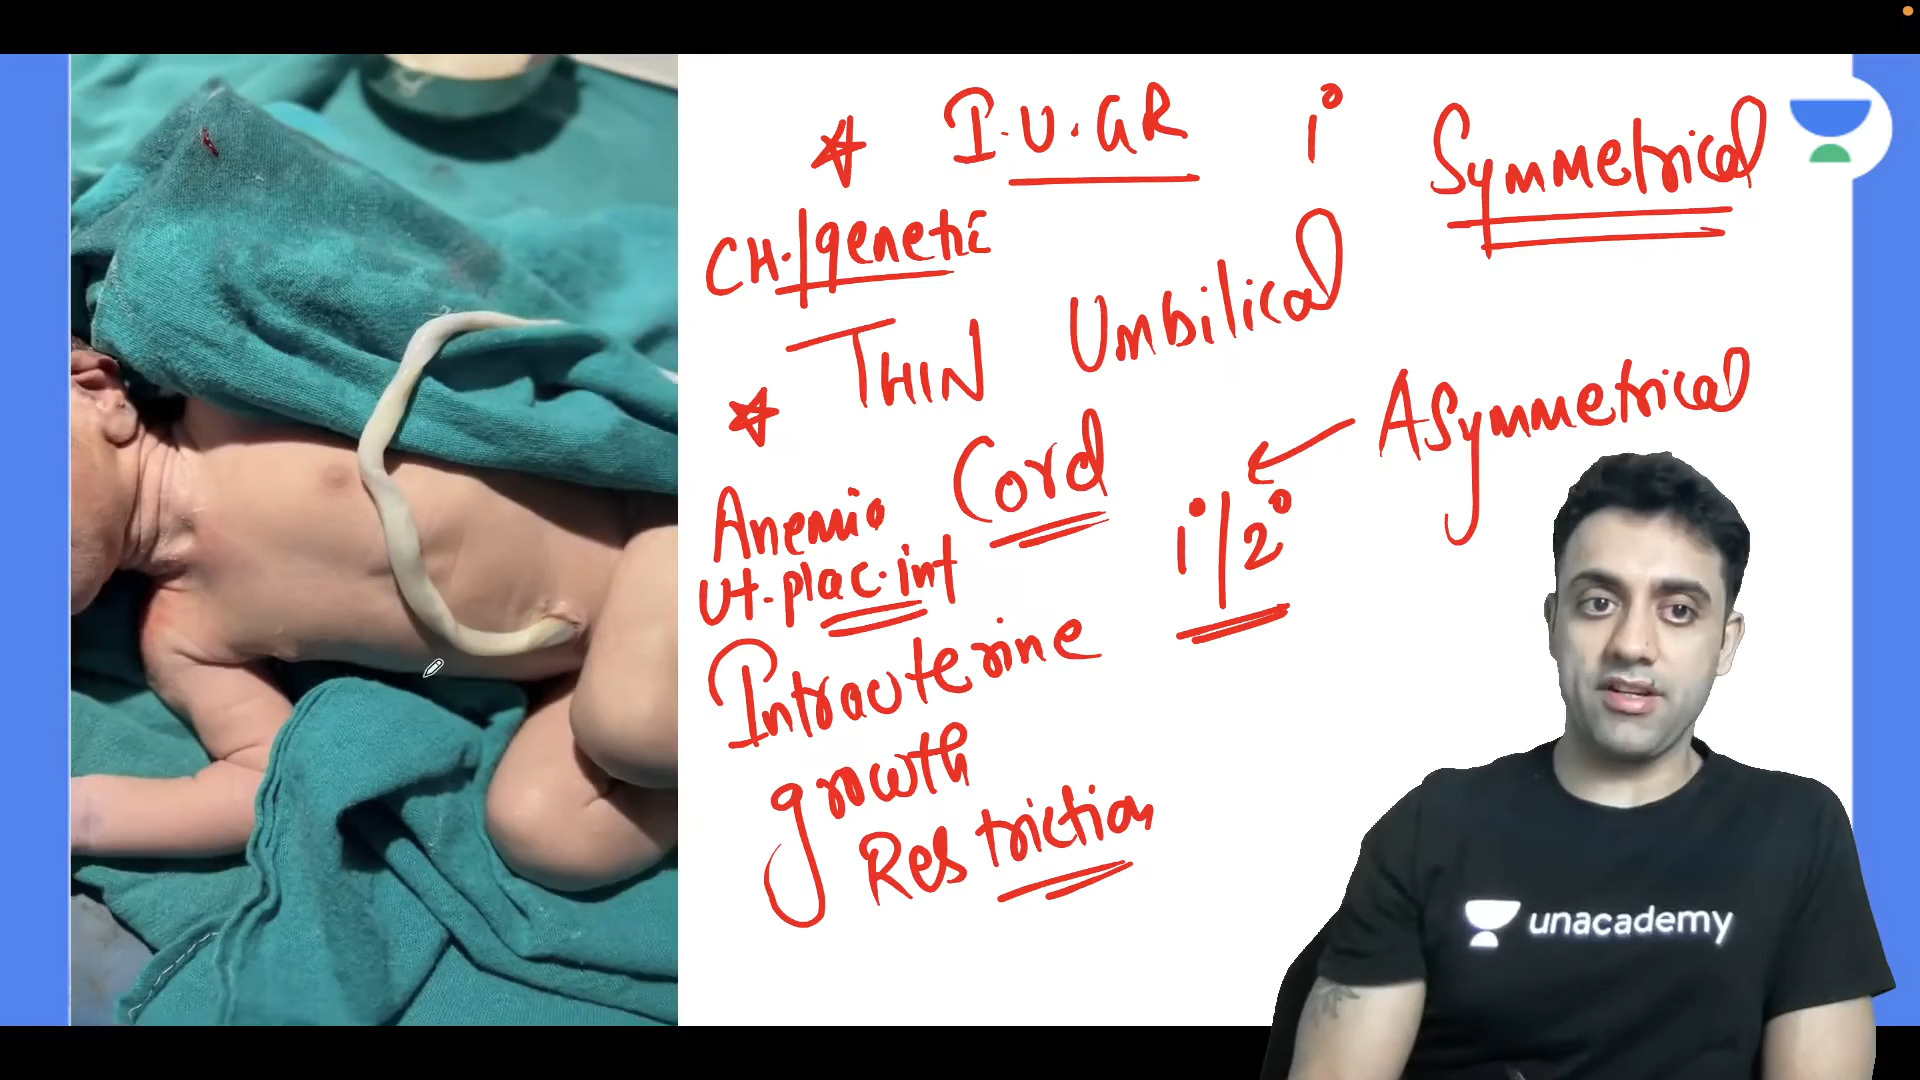 I.U.GR 1° Symmetrical
CH./genetic
THIN Umbilical
Cord
Asymmetrical
Anemia
1°/2°
Ut-plac.int
Intrauterine
growth
Restriction
unacademy